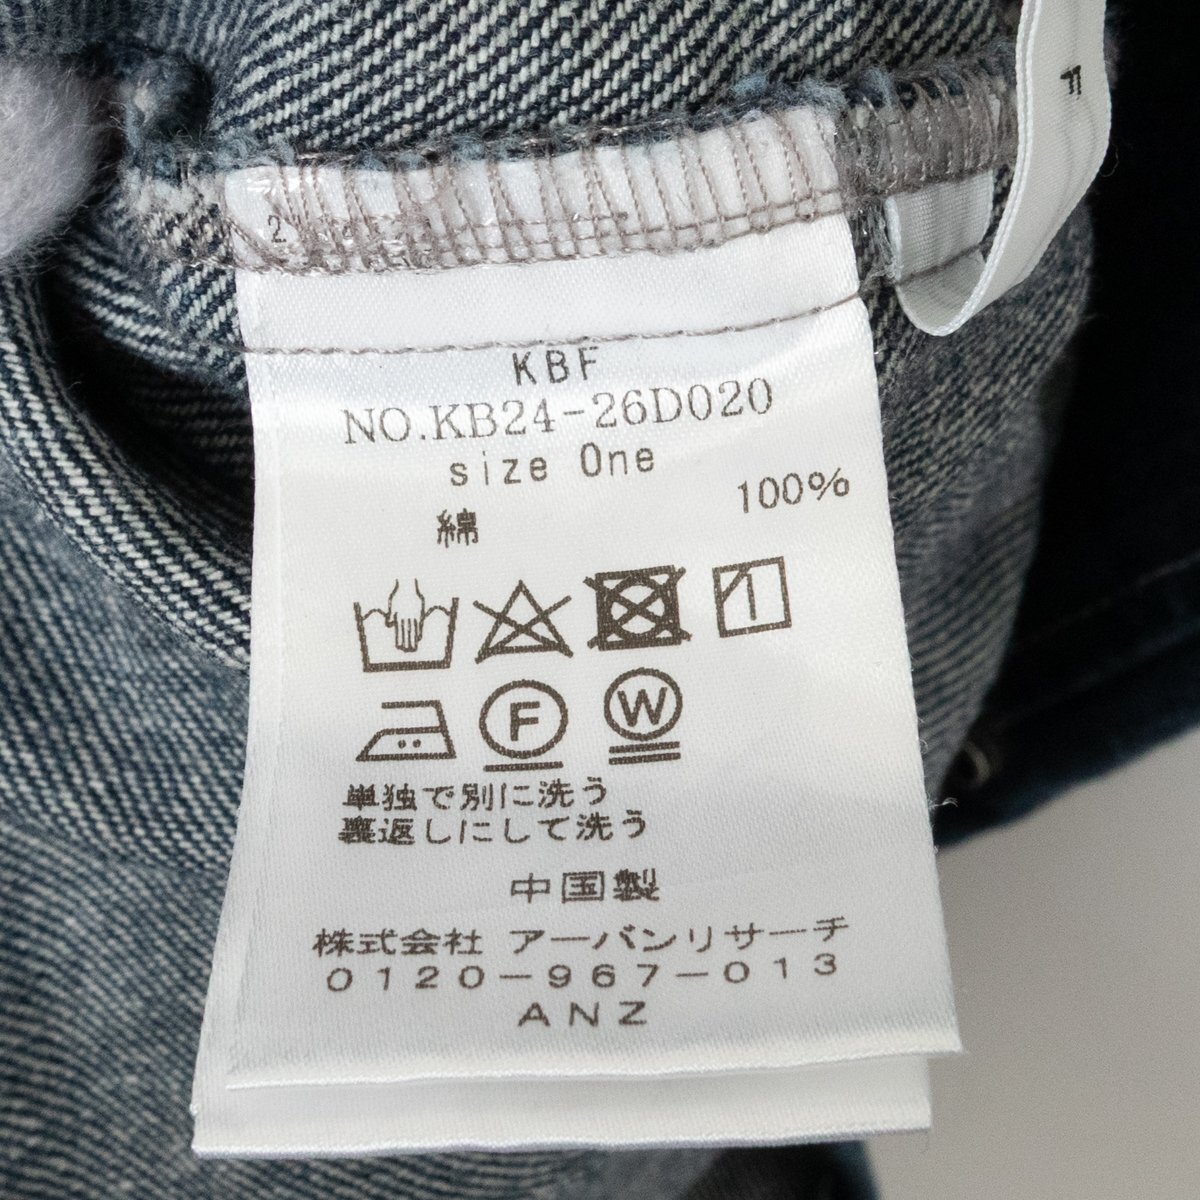 KBF
NO.KB24-26D020
size One
綿 100%
F W
単独で別に洗う
裏返しにして洗う
中国製
株式会社 アーバンリサーチ
0120-967-013
ANZ